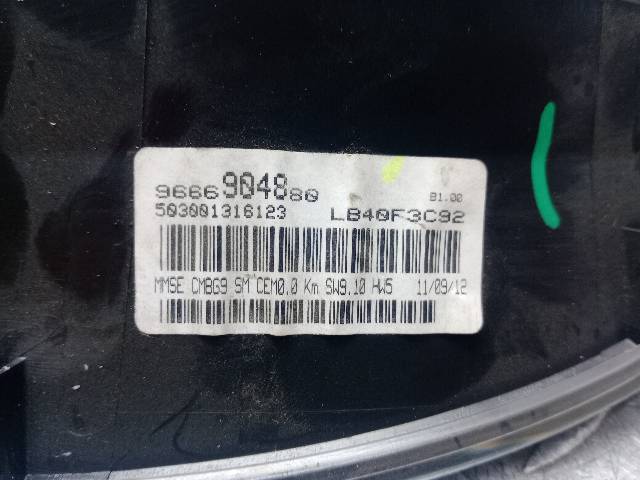 9666904880 B1.00
503001316123 LB40F3C92
MMSE CMBG9 SM CEM0.0 Km SW9.10 HW5 11/09/12